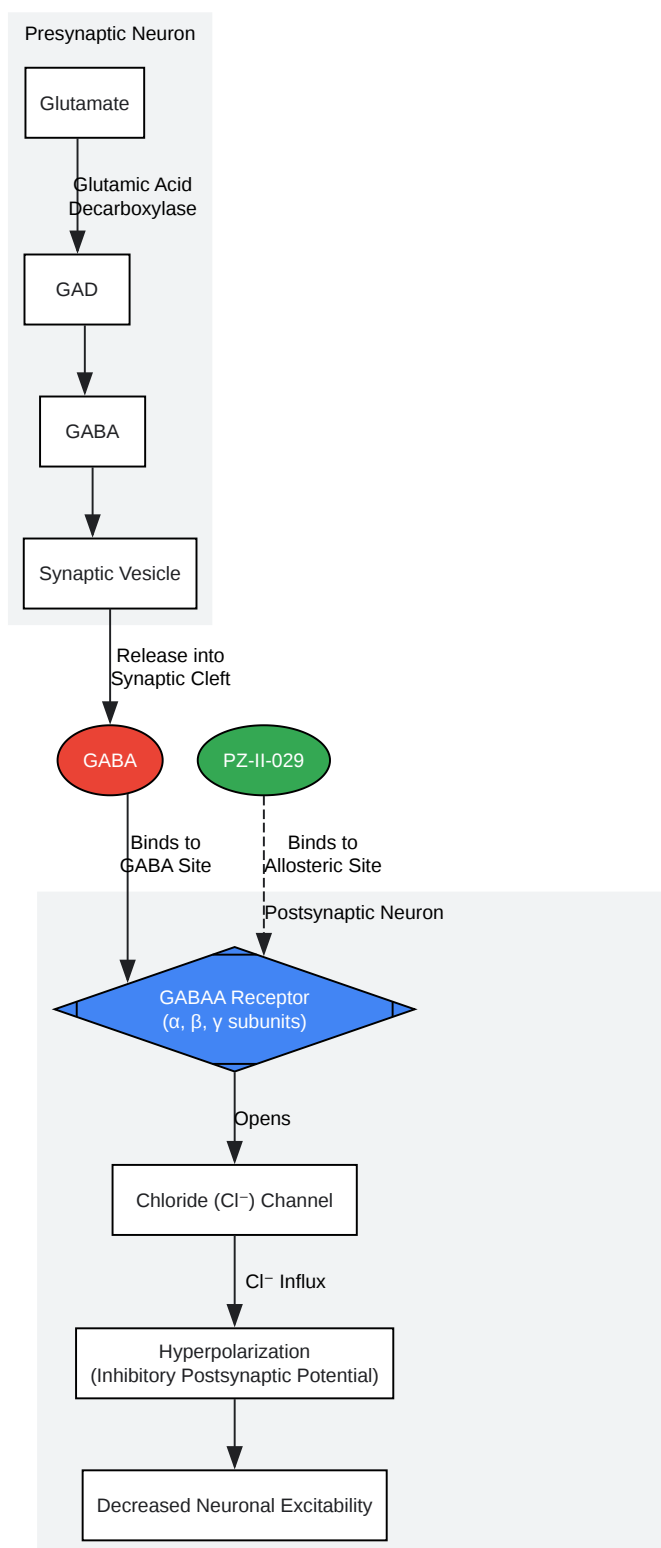 Presynaptic Neuron
Glutamate
Glutamic Acid
Decarboxylase
GAD
GABA
Synaptic Vesicle
Release into
Synaptic Cleft
GABA
PZ-II-029
Binds to
GABA Site
Binds to
Allosteric Site
Postsynaptic Neuron
GABAA Receptor
(α, β, γ subunits)
Opens
Chloride (Cl⁻) Channel
Cl⁻ Influx
Hyperpolarization
(Inhibitory Postsynaptic Potential)
Decreased Neuronal Excitability